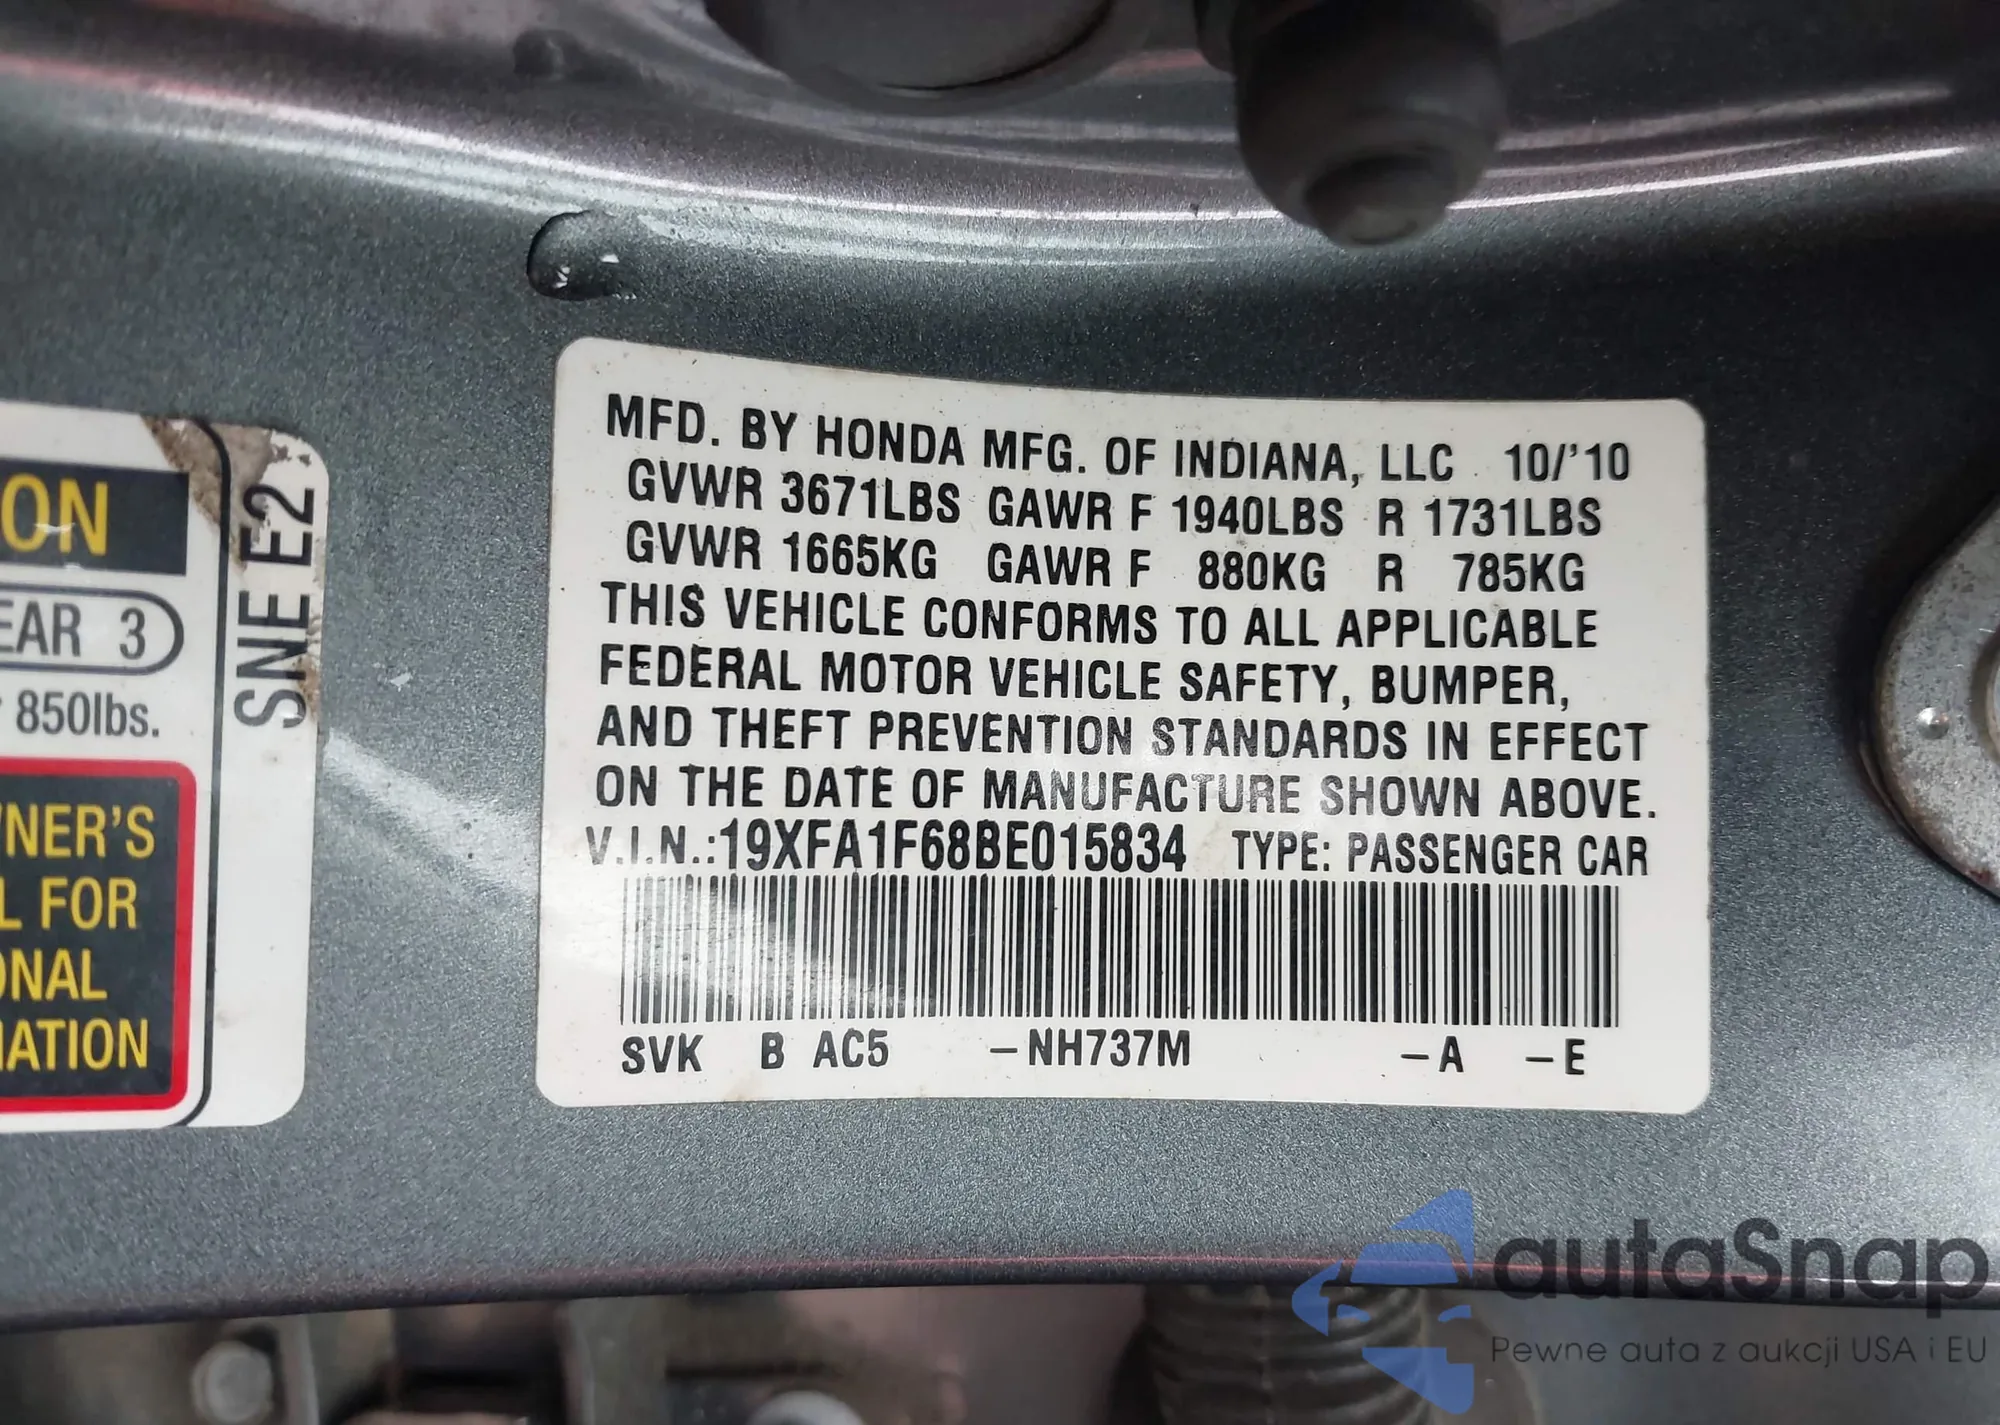 ON
EAR 3
850lbs.
SNE E2
NER'S
L FOR
ONAL
MATION
MFD. BY HONDA MFG. OF INDIANA, LLC 10/'10
GVWR 3671LBS GAWR F 1940LBS R 1731LBS
GVWR 1665KG GAWR F 880KG R 785KG
THIS VEHICLE CONFORMS TO ALL APPLICABLE
FEDERAL MOTOR VEHICLE SAFETY, BUMPER,
AND THEFT PREVENTION STANDARDS IN EFFECT
ON THE DATE OF MANUFACTURE SHOWN ABOVE.
V.I.N.:19XFA1F68BE015834 TYPE: PASSENGER CAR
SVK B AC5 –NH737M –A –E
autoSnap
Pewne auta z aukcji USA i EU